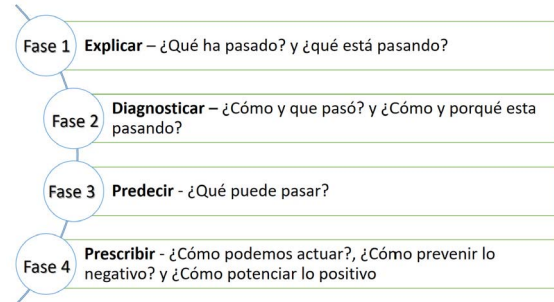 Fase 1
Explicar – ¿Qué ha pasado? y ¿qué está pasando?
Fase 2
Diagnosticar – ¿Cómo y que pasó? y ¿Cómo y porqué esta
pasando?
Fase 3
Predecir - ¿Qué puede pasar?
Fase 4
Prescribir - ¿Cómo podemos actuar?, ¿Cómo prevenir lo
negativo? y ¿Cómo potenciar lo positivo